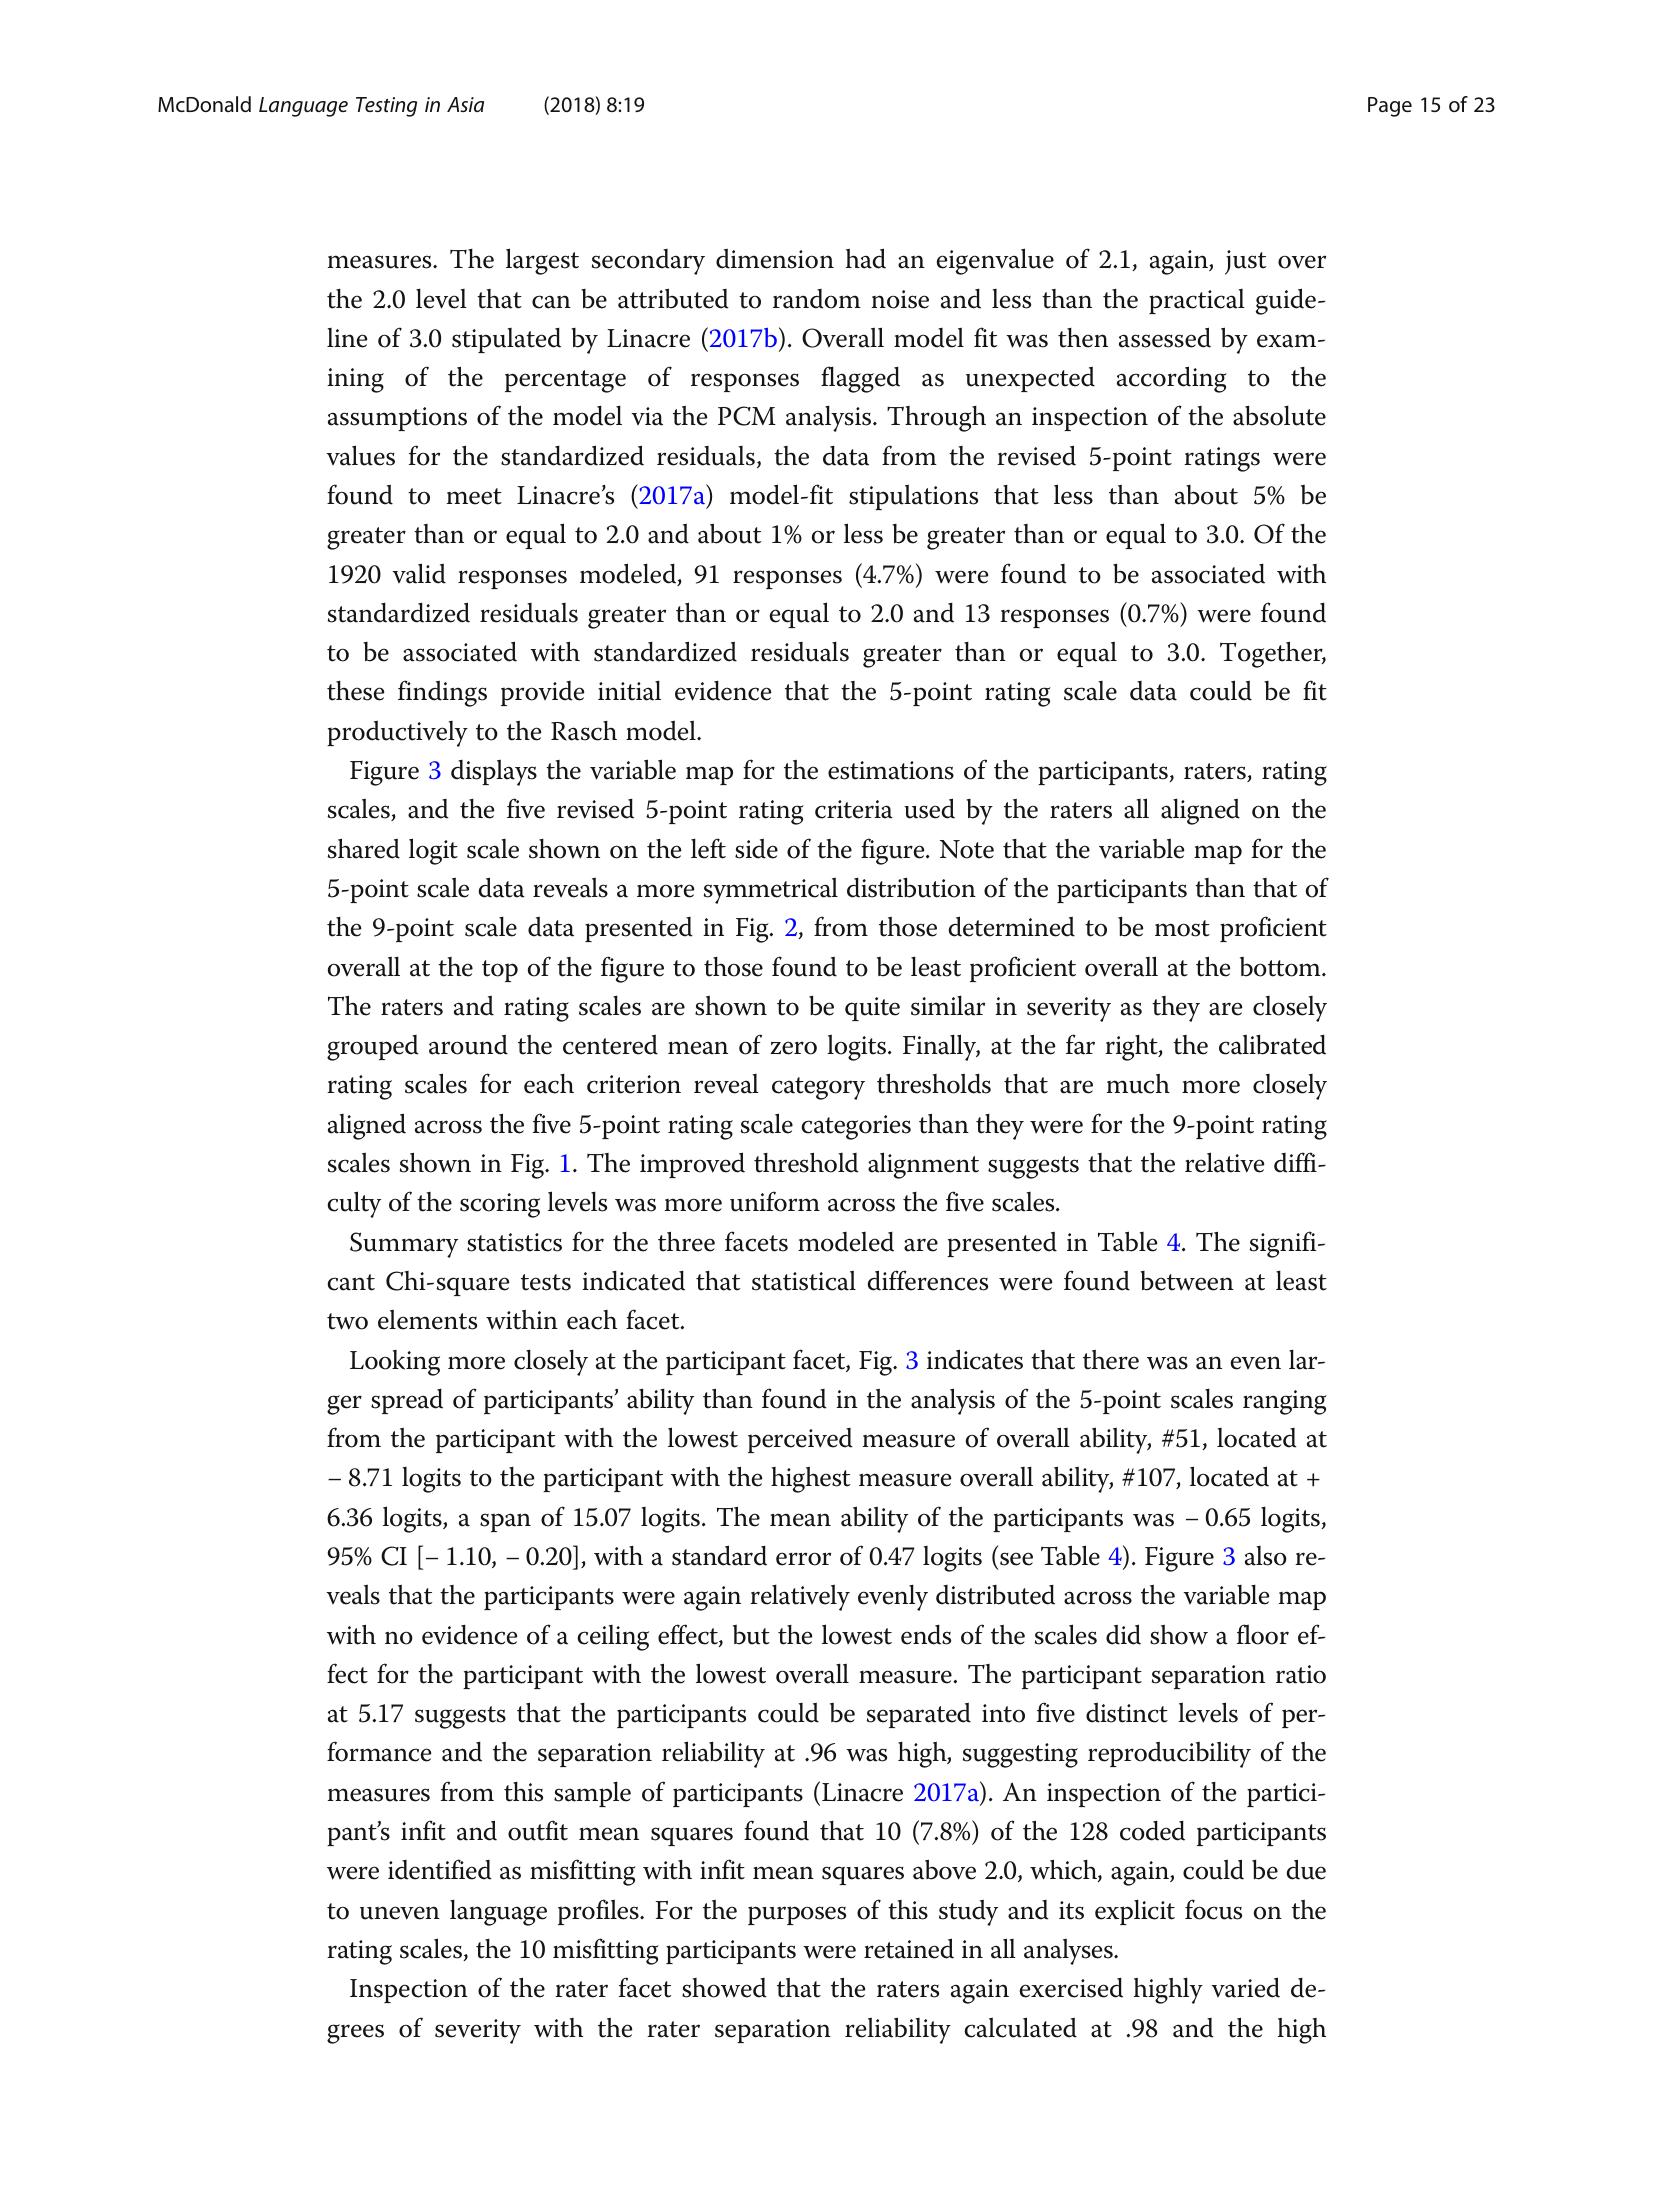 McDonald Language Testing in Asia (2018) 8:19 Page 15 of 23
measures. The largest secondary dimension had an eigenvalue of 2.1, again, just over
the 2.0 level that can be attributed to random noise and less than the practical guide-
line of 3.0 stipulated by Linacre (2017b). Overall model fit was then assessed by exam-
ining of the percentage of responses flagged as unexpected according to the
assumptions of the model via the PCM analysis. Through an inspection of the absolute
values for the standardized residuals, the data from the revised 5-point ratings were
found to meet Linacre’s (2017a) model-fit stipulations that less than about 5% be
greater than or equal to 2.0 and about 1% or less be greater than or equal to 3.0. Of the
1920 valid responses modeled, 91 responses (4.7%) were found to be associated with
standardized residuals greater than or equal to 2.0 and 13 responses (0.7%) were found
to be associated with standardized residuals greater than or equal to 3.0. Together,
these findings provide initial evidence that the 5-point rating scale data could be fit
productively to the Rasch model.
Figure 3 displays the variable map for the estimations of the participants, raters, rating
scales, and the five revised 5-point rating criteria used by the raters all aligned on the
shared logit scale shown on the left side of the figure. Note that the variable map for the
5-point scale data reveals a more symmetrical distribution of the participants than that of
the 9-point scale data presented in Fig. 2, from those determined to be most proficient
overall at the top of the figure to those found to be least proficient overall at the bottom.
The raters and rating scales are shown to be quite similar in severity as they are closely
grouped around the centered mean of zero logits. Finally, at the far right, the calibrated
rating scales for each criterion reveal category thresholds that are much more closely
aligned across the five 5-point rating scale categories than they were for the 9-point rating
scales shown in Fig. 1. The improved threshold alignment suggests that the relative diffi-
culty of the scoring levels was more uniform across the five scales.
Summary statistics for the three facets modeled are presented in Table 4. The signifi-
cant Chi-square tests indicated that statistical differences were found between at least
two elements within each facet.
Looking more closely at the participant facet, Fig. 3 indicates that there was an even lar-
ger spread of participants’ ability than found in the analysis of the 5-point scales ranging
from the participant with the lowest perceived measure of overall ability, #51, located at
– 8.71 logits to the participant with the highest measure overall ability, #107, located at +
6.36 logits, a span of 15.07 logits. The mean ability of the participants was – 0.65 logits,
95% CI [– 1.10, – 0.20], with a standard error of 0.47 logits (see Table 4). Figure 3 also re-
veals that the participants were again relatively evenly distributed across the variable map
with no evidence of a ceiling effect, but the lowest ends of the scales did show a floor ef-
fect for the participant with the lowest overall measure. The participant separation ratio
at 5.17 suggests that the participants could be separated into five distinct levels of per-
formance and the separation reliability at .96 was high, suggesting reproducibility of the
measures from this sample of participants (Linacre 2017a). An inspection of the partici-
pant’s infit and outfit mean squares found that 10 (7.8%) of the 128 coded participants
were identified as misfitting with infit mean squares above 2.0, which, again, could be due
to uneven language profiles. For the purposes of this study and its explicit focus on the
rating scales, the 10 misfitting participants were retained in all analyses.
Inspection of the rater facet showed that the raters again exercised highly varied de-
grees of severity with the rater separation reliability calculated at .98 and the high